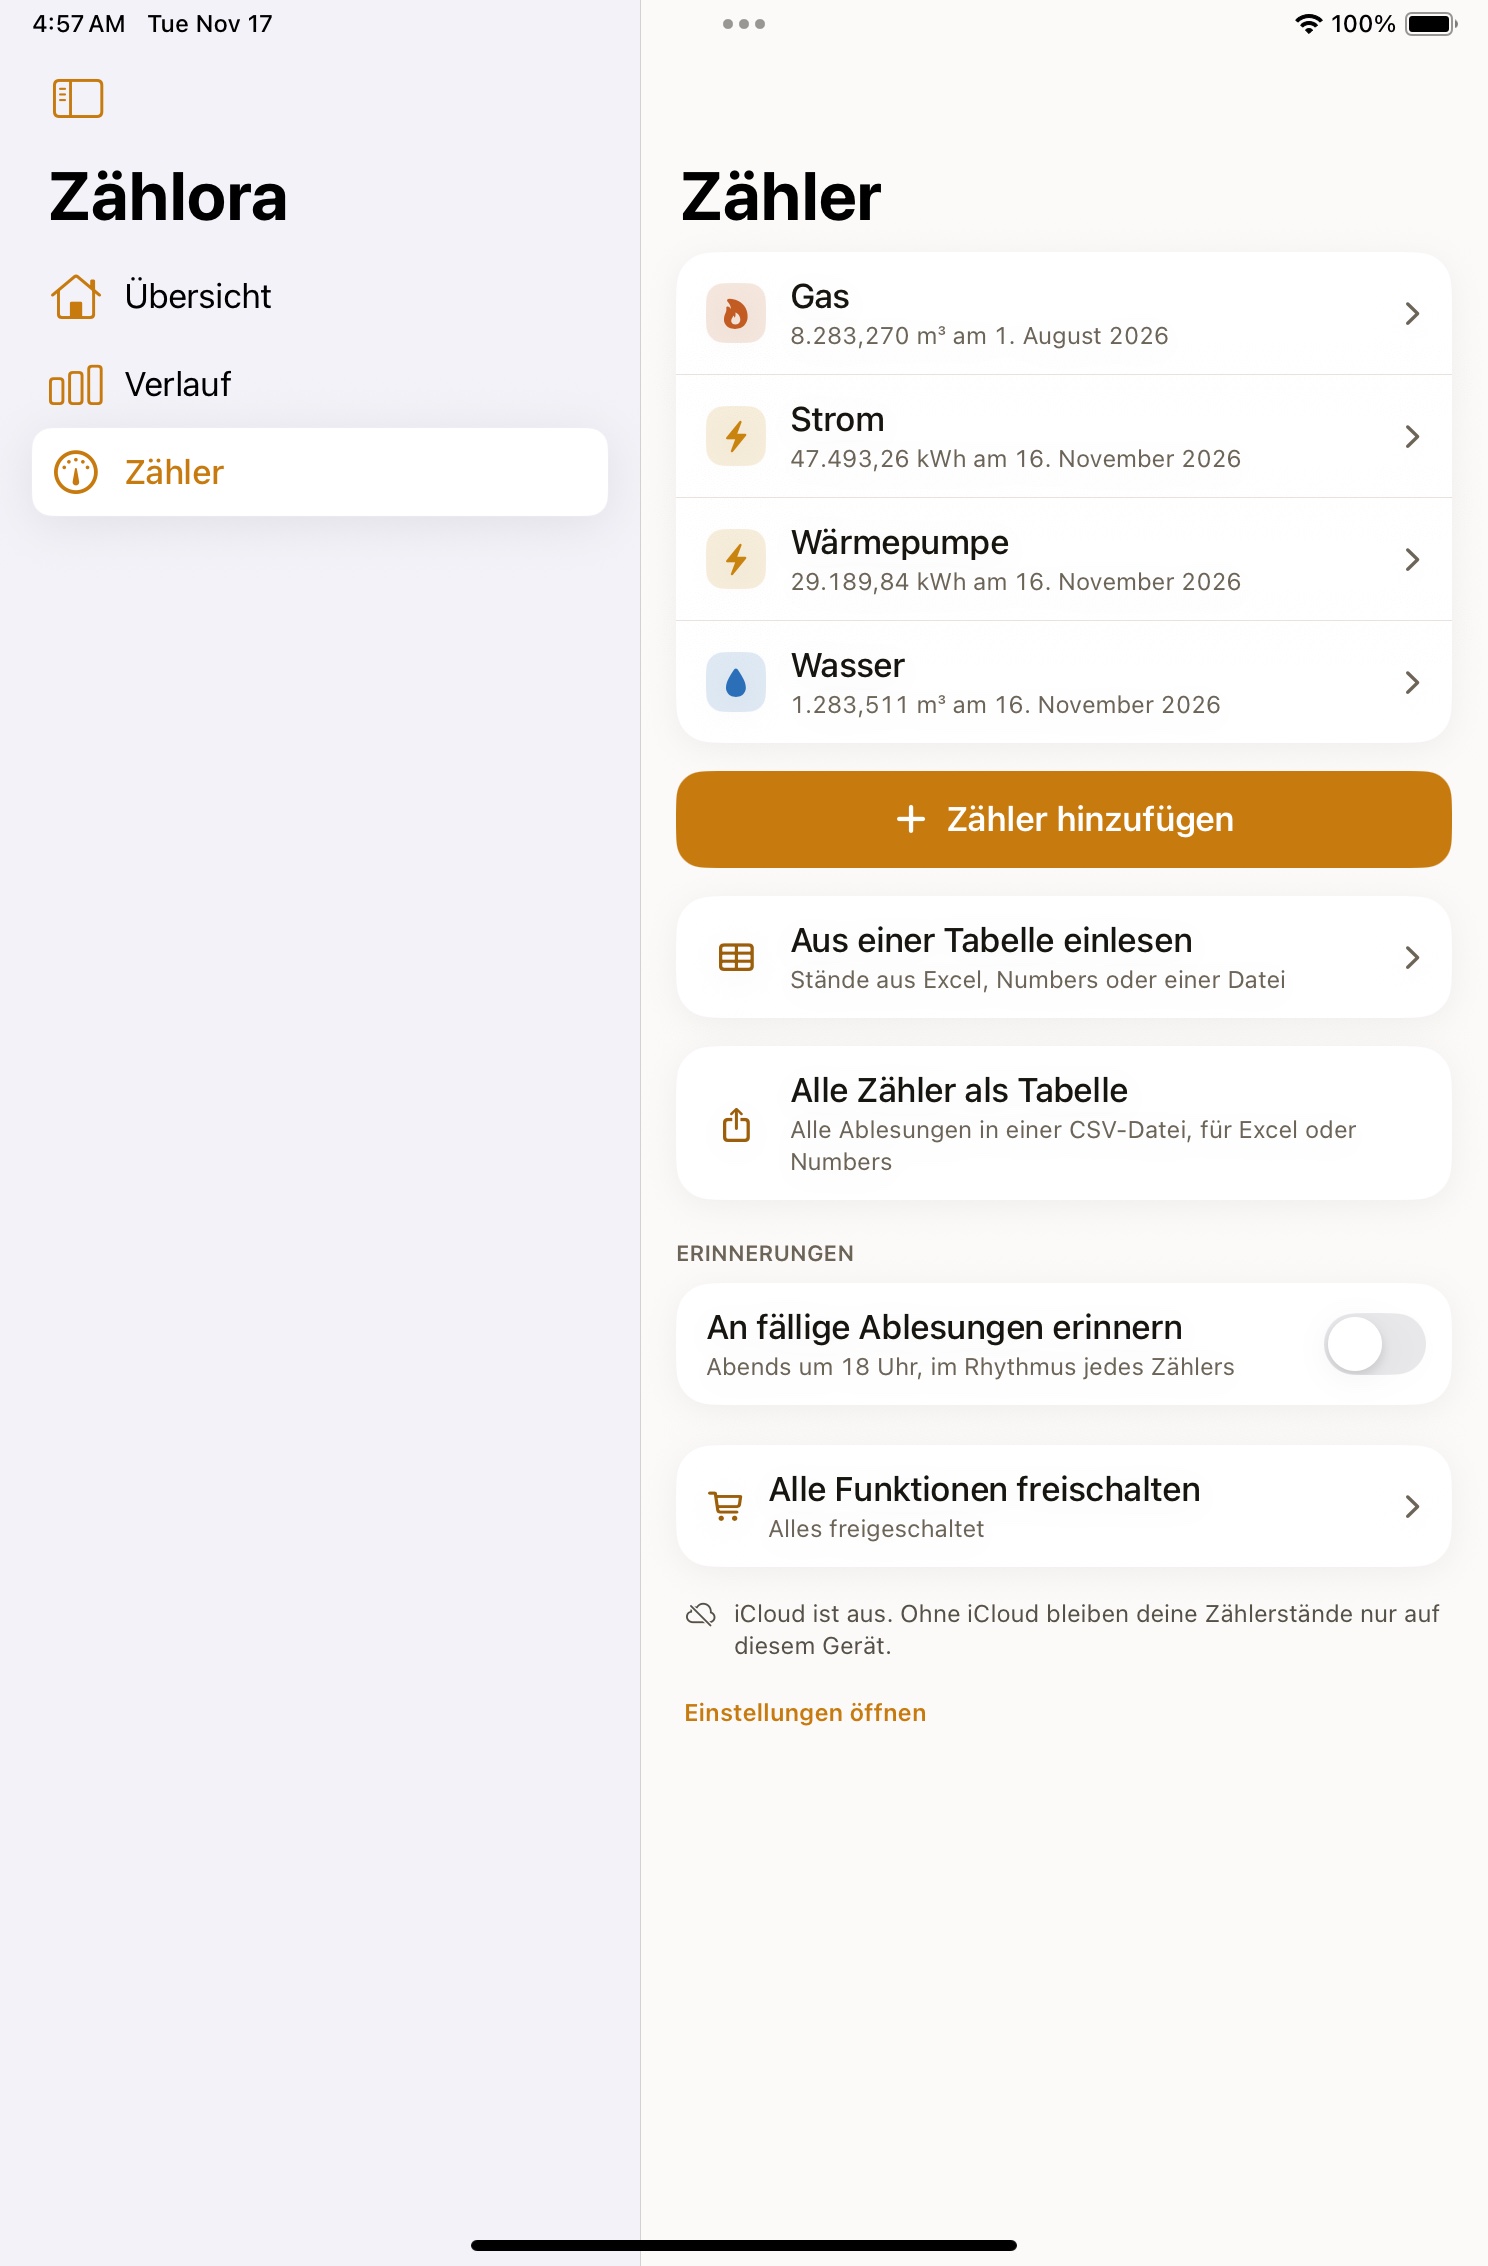 4:57 AM Tue Nov 17
100%
Zählora
Übersicht
Verlauf
Zähler
Zähler
Gas
8.283,270 m³ am 1. August 2026
Strom
47.493,26 kWh am 16. November 2026
Wärmepumpe
29.189,84 kWh am 16. November 2026
Wasser
1.283,511 m³ am 16. November 2026
Zähler hinzufügen
Aus einer Tabelle einlesen
Stände aus Excel, Numbers oder einer Datei
Alle Zähler als Tabelle
Alle Ablesungen in einer CSV-Datei, für Excel oder
Numbers
ERINNERUNGEN
An fällige Ablesungen erinnern
Abends um 18 Uhr, im Rhythmus jedes Zählers
Alle Funktionen freischalten
Alles freigeschaltet
iCloud ist aus. Ohne iCloud bleiben deine Zählerstände nur auf
diesem Gerät.
Einstellungen öffnen